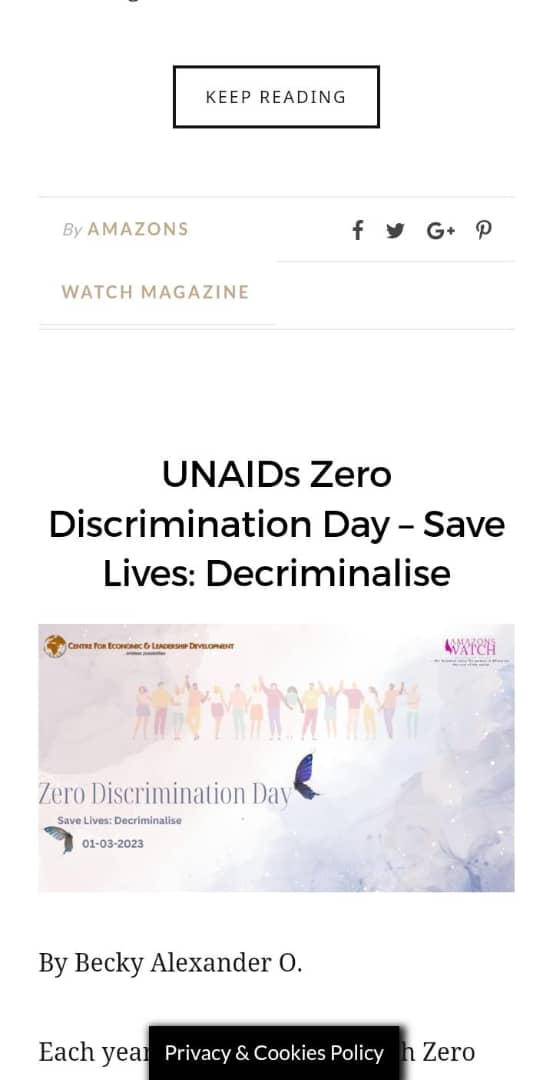 KEEP READING
By AMAZONS
WATCH MAGAZINE
UNAIDs Zero
Discrimination Day – Save
Lives: Decriminalise
CENTRE FOR ECONOMIC & LEADERSHIP DEVELOPMENT
AMAZONS
WATCH
Zero Discrimination Day
Save Lives: Decriminalise
01-03-2023
By Becky Alexander O.
Each year
Zero
Privacy & Cookies Policy